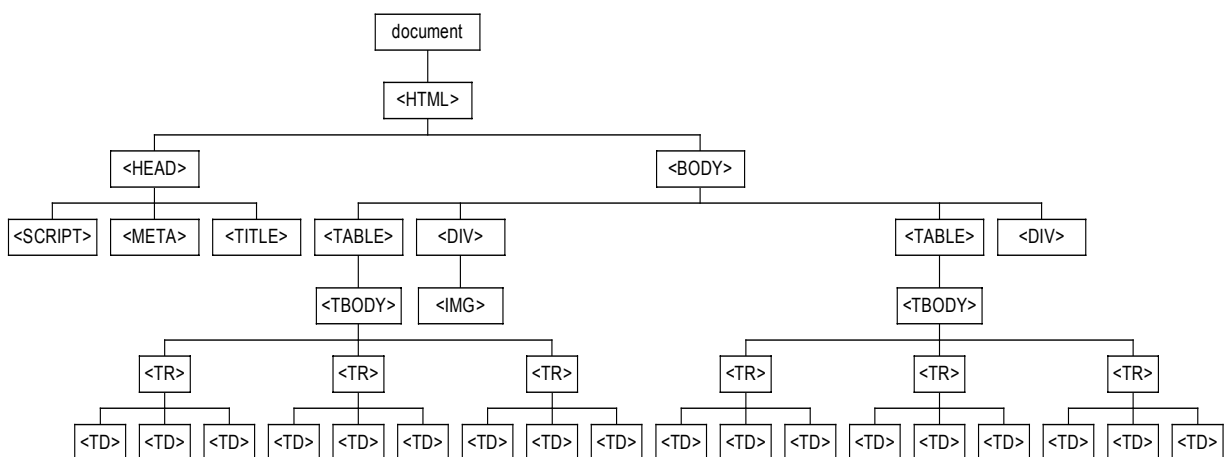 document
<HTML>
<HEAD> <BODY>
<SCRIPT> <META> <TITLE> <TABLE> <DIV> <TABLE> <DIV>
<TBODY> <IMG> <TBODY>
<TR> <TR> <TR> <TR> <TR> <TR>
<TD> <TD> <TD> <TD> <TD> <TD> <TD> <TD> <TD> <TD> <TD> <TD> <TD> <TD> <TD> <TD> <TD> <TD>